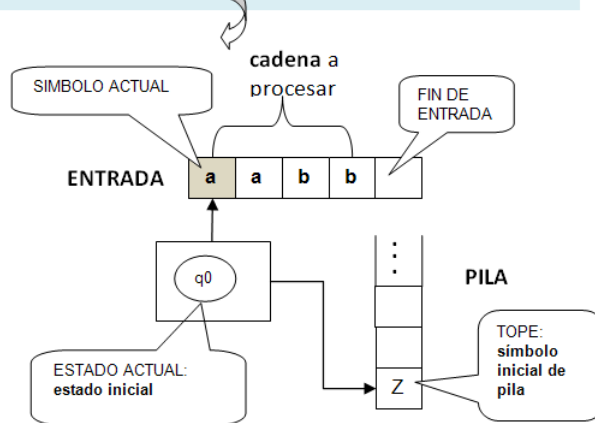 cadena a
procesar
SIMBOLO ACTUAL
FIN DE
ENTRADA
ENTRADA
a a b b
q0
PILA
ESTADO ACTUAL:
estado inicial
TOPE:
símbolo
inicial de
pila
Z